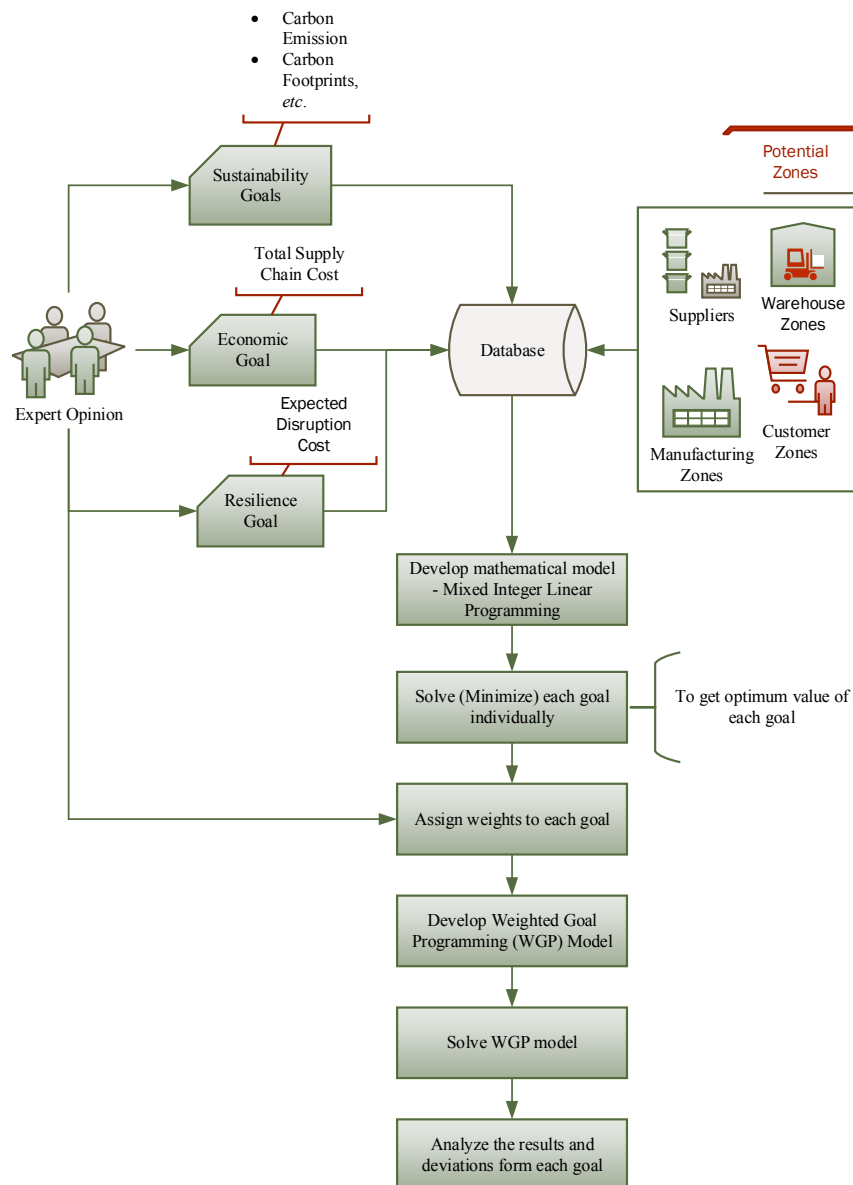 • Carbon
Emission
• Carbon
Footprints,
etc.
Sustainability
Goals
Potential
Zones
Total Supply
Chain Cost
Suppliers
Warehouse
Zones
Economic
Goal
Database
Expert Opinion
Expected
Disruption
Cost
Manufacturing
Zones
Customer
Zones
Resilience
Goal
Develop mathematical model
- Mixed Integer Linear
Programming
Solve (Minimize) each goal
individually
To get optimum value of
each goal
Assign weights to each goal
Develop Weighted Goal
Programming (WGP) Model
Solve WGP model
Analyze the results and
deviations form each goal